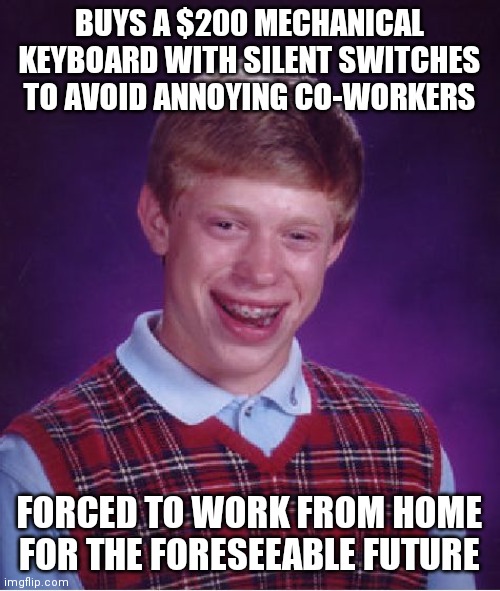 BUYS A $200 MECHANICAL
KEYBOARD WITH SILENT SWITCHES
TO AVOID ANNOYING CO-WORKERS
FORCED TO WORK FROM HOME
FOR THE FORESEEABLE FUTURE
imgflip.com